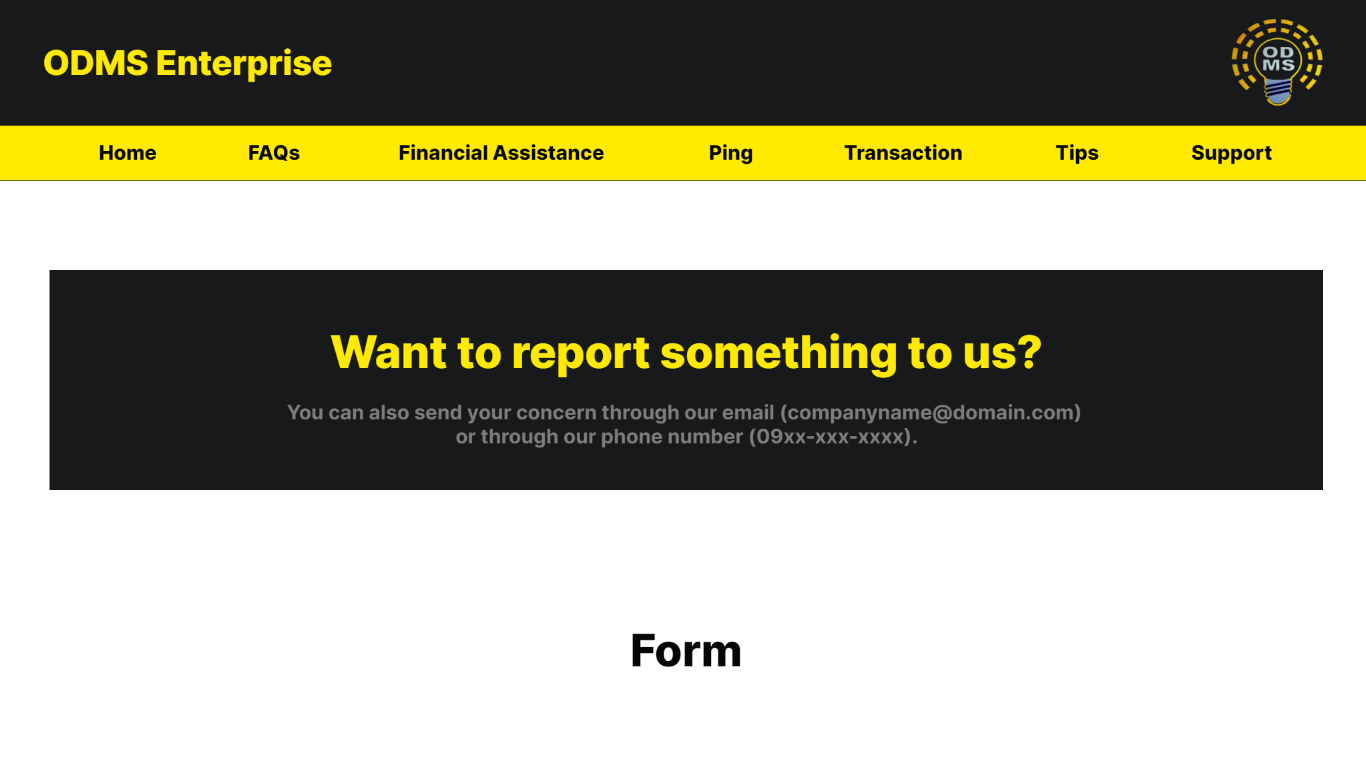 ODMS Enterprise
OD
MS
Home FAQs Financial Assistance Ping Transaction Tips Support
Want to report something to us?
You can also send your concern through our email (companyname@domain.com)
or through our phone number (09xx-xxx-xxxx).
Form